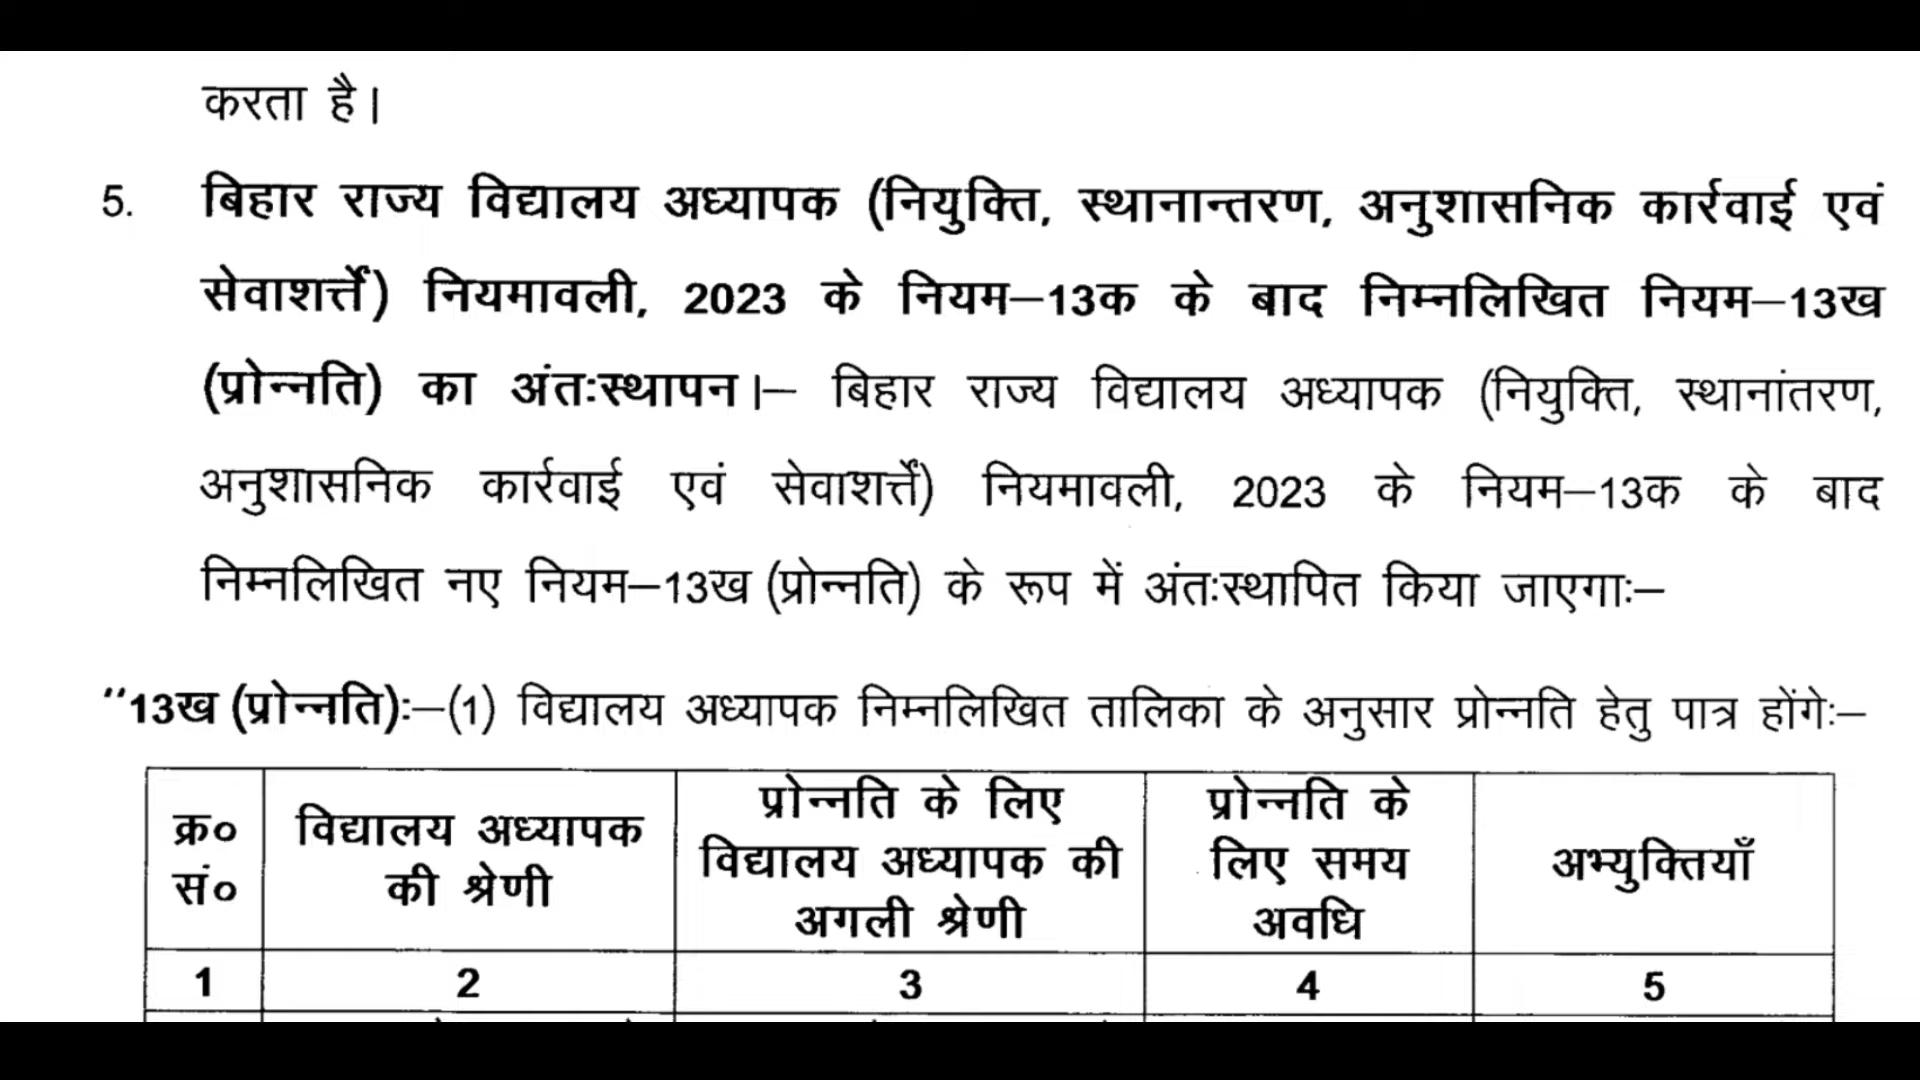 करता है।
5. बिहार राज्य विद्यालय अध्यापक (नियुक्ति, स्थानान्तरण, अनुशासनिक कार्रवाई एवं
सेवाशर्त्तें) नियमावली, 2023 के नियम–13क के बाद निम्नलिखित नियम–13ख
(प्रोन्नति) का अंतःस्थापन।– बिहार राज्य विद्यालय अध्यापक (नियुक्ति, स्थानांतरण,
अनुशासनिक कार्रवाई एवं सेवाशर्त्तें) नियमावली, 2023 के नियम–13क के बाद
निम्नलिखित नए नियम–13ख (प्रोन्नति) के रूप में अंतःस्थापित किया जाएगाः–
"13ख (प्रोन्नति):–(1) विद्यालय अध्यापक निम्नलिखित तालिका के अनुसार प्रोन्नति हेतु पात्र होंगेः–
क्र० सं० विद्यालय अध्यापक की श्रेणी प्रोन्नति के लिए विद्यालय अध्यापक की अगली श्रेणी प्रोन्नति के लिए समय अवधि अभ्युक्तियाँ
1 2 3 4 5